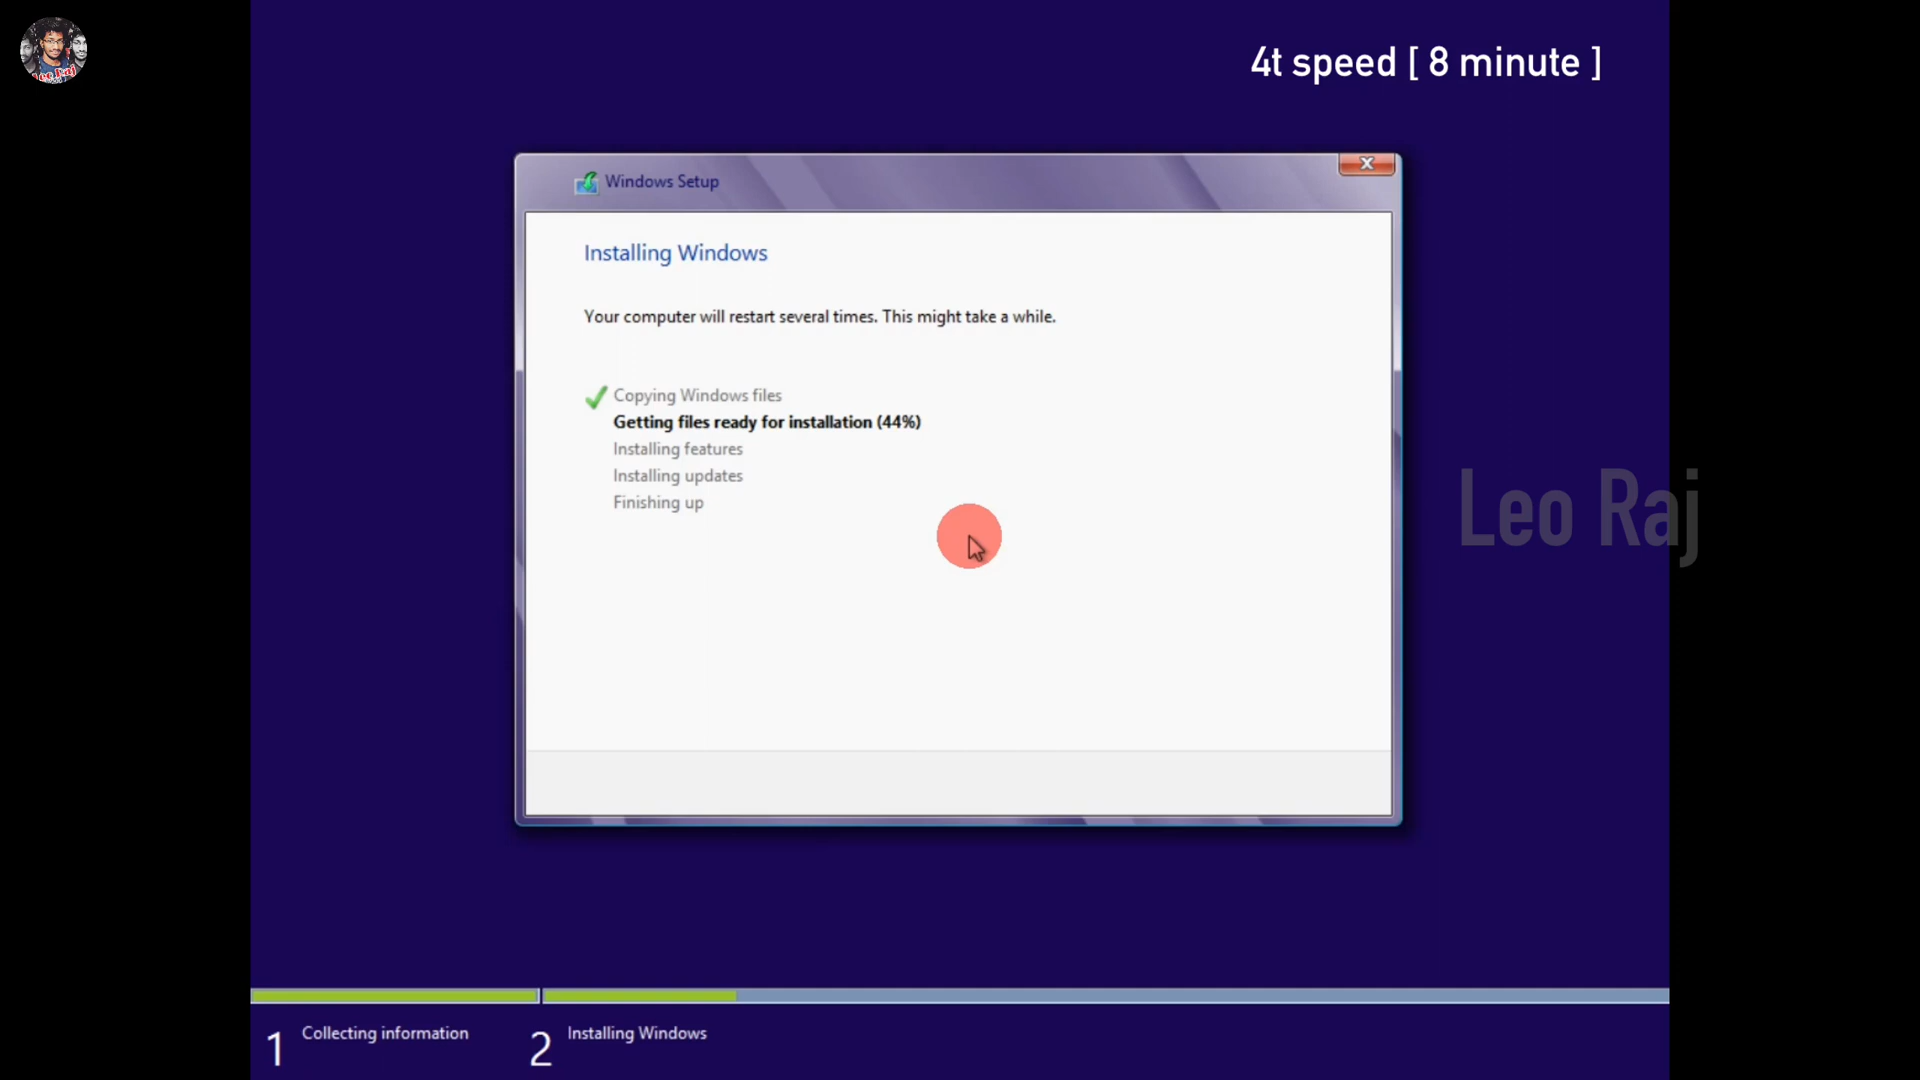 4t speed [ 8 minute ]
Windows Setup
Installing Windows
Your computer will restart several times. This might take a while.
Copying Windows files
Getting files ready for installation (44%)
Installing features
Installing updates
Finishing up
Leo Raj
Leo Raj
1 Collecting information
2 Installing Windows